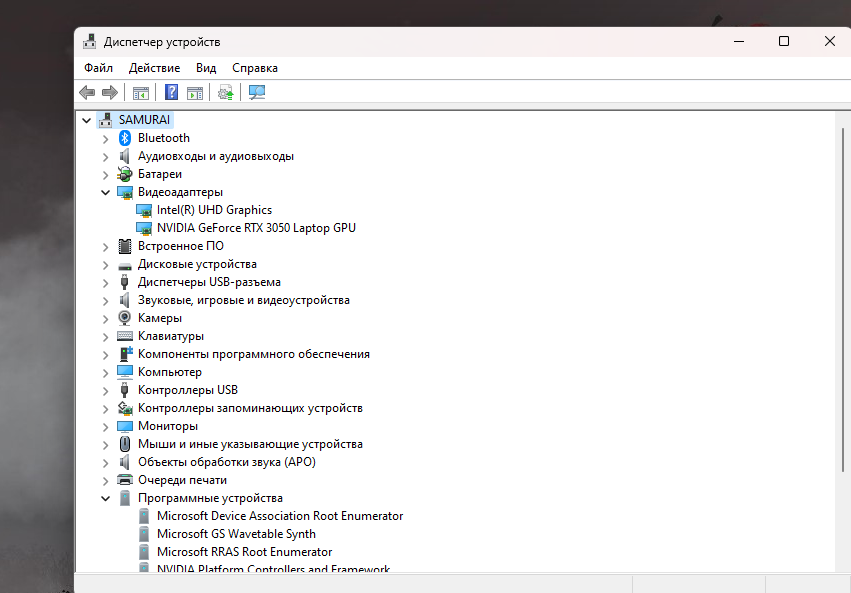 Диспетчер устройств
Файл Действие Вид Справка
SAMURAI
Bluetooth
Аудиовходы и аудиовыходы
Батареи
Видеоадаптеры
Intel(R) UHD Graphics
NVIDIA GeForce RTX 3050 Laptop GPU
Встроенное ПО
Дисковые устройства
Диспетчеры USB-разъема
Звуковые, игровые и видеоустройства
Камеры
Клавиатуры
Компоненты программного обеспечения
Компьютер
Контроллеры USB
Контроллеры запоминающих устройств
Мониторы
Мыши и иные указывающие устройства
Объекты обработки звука (APO)
Очереди печати
Программные устройства
Microsoft Device Association Root Enumerator
Microsoft GS Wavetable Synth
Microsoft RRAS Root Enumerator
NVIDIA Platform Controllers and Framework